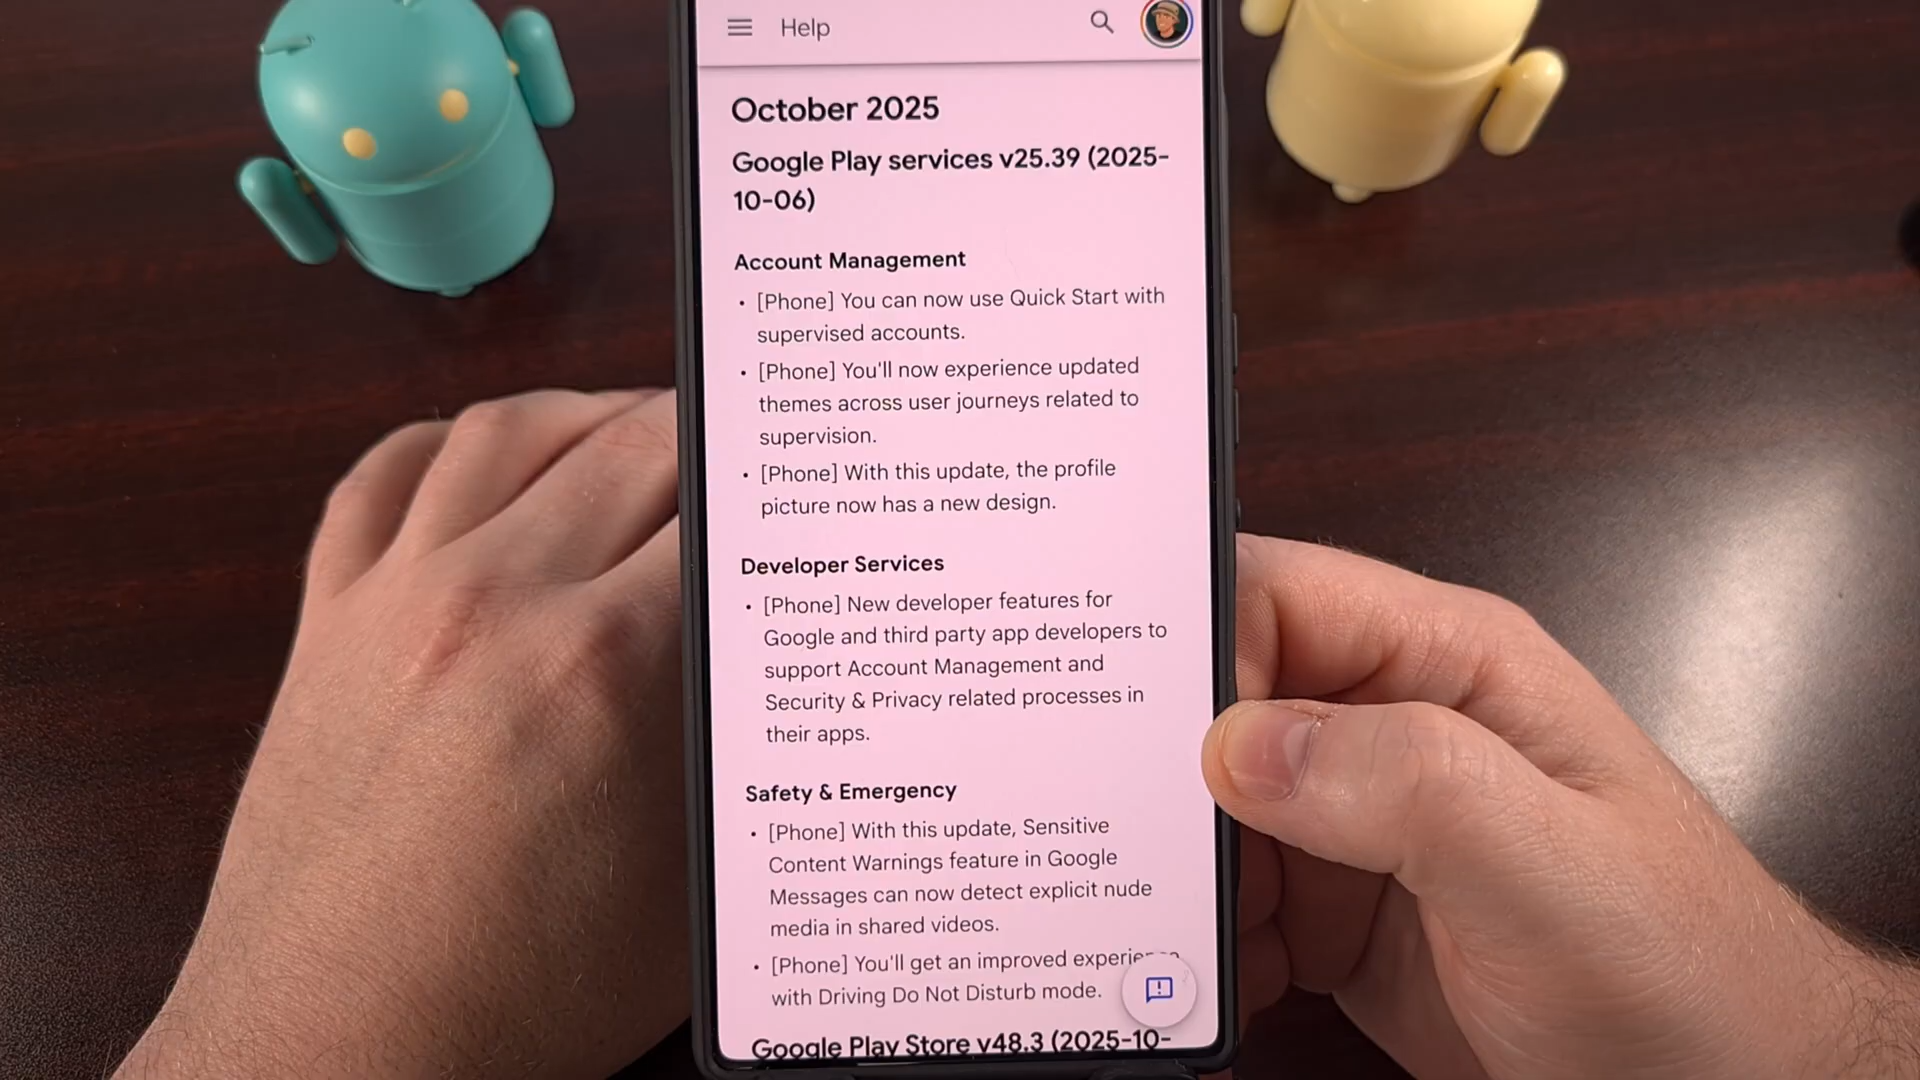 Help
October 2025
Google Play services v25.39 (2025-
10-06)
Account Management
• [Phone] You can now use Quick Start with
supervised accounts.
• [Phone] You'll now experience updated
themes across user journeys related to
supervision.
• [Phone] With this update, the profile
picture now has a new design.
Developer Services
• [Phone] New developer features for
Google and third party app developers to
support Account Management and
Security & Privacy related processes in
their apps.
Safety & Emergency
• [Phone] With this update, Sensitive
Content Warnings feature in Google
Messages can now detect explicit nude
media in shared videos.
• [Phone] You'll get an improved experience
with Driving Do Not Disturb mode.
Google Play Store v48.3 (2025-10-